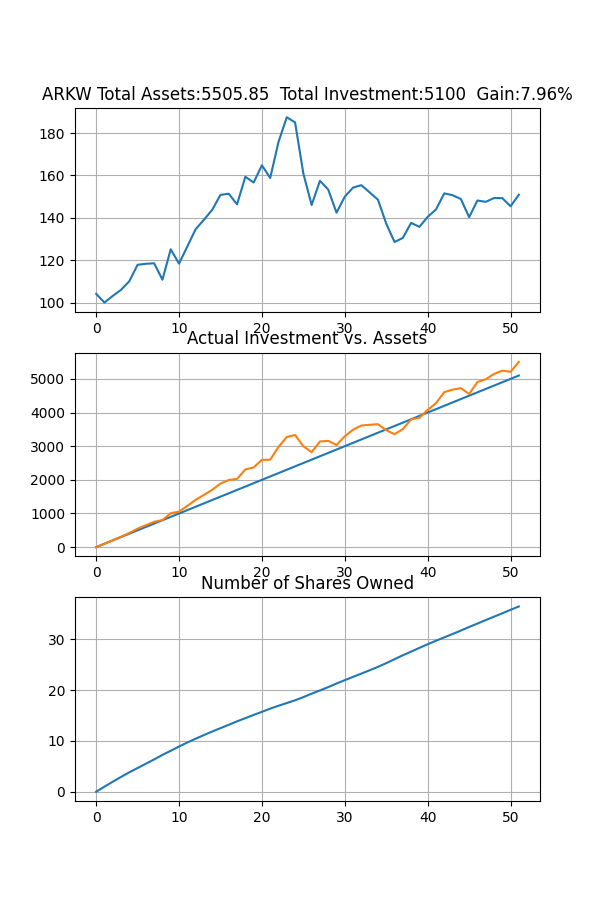 ARKW Total Assets:5505.85  Total Investment:5100  Gain:7.96%
180
160
140
120
100
0 10 20 30 40 50
Actual Investment vs. Assets
5000
4000
3000
2000
1000
0
0 10 20 30 40 50
Number of Shares Owned
30
20
10
0
0 10 20 30 40 50